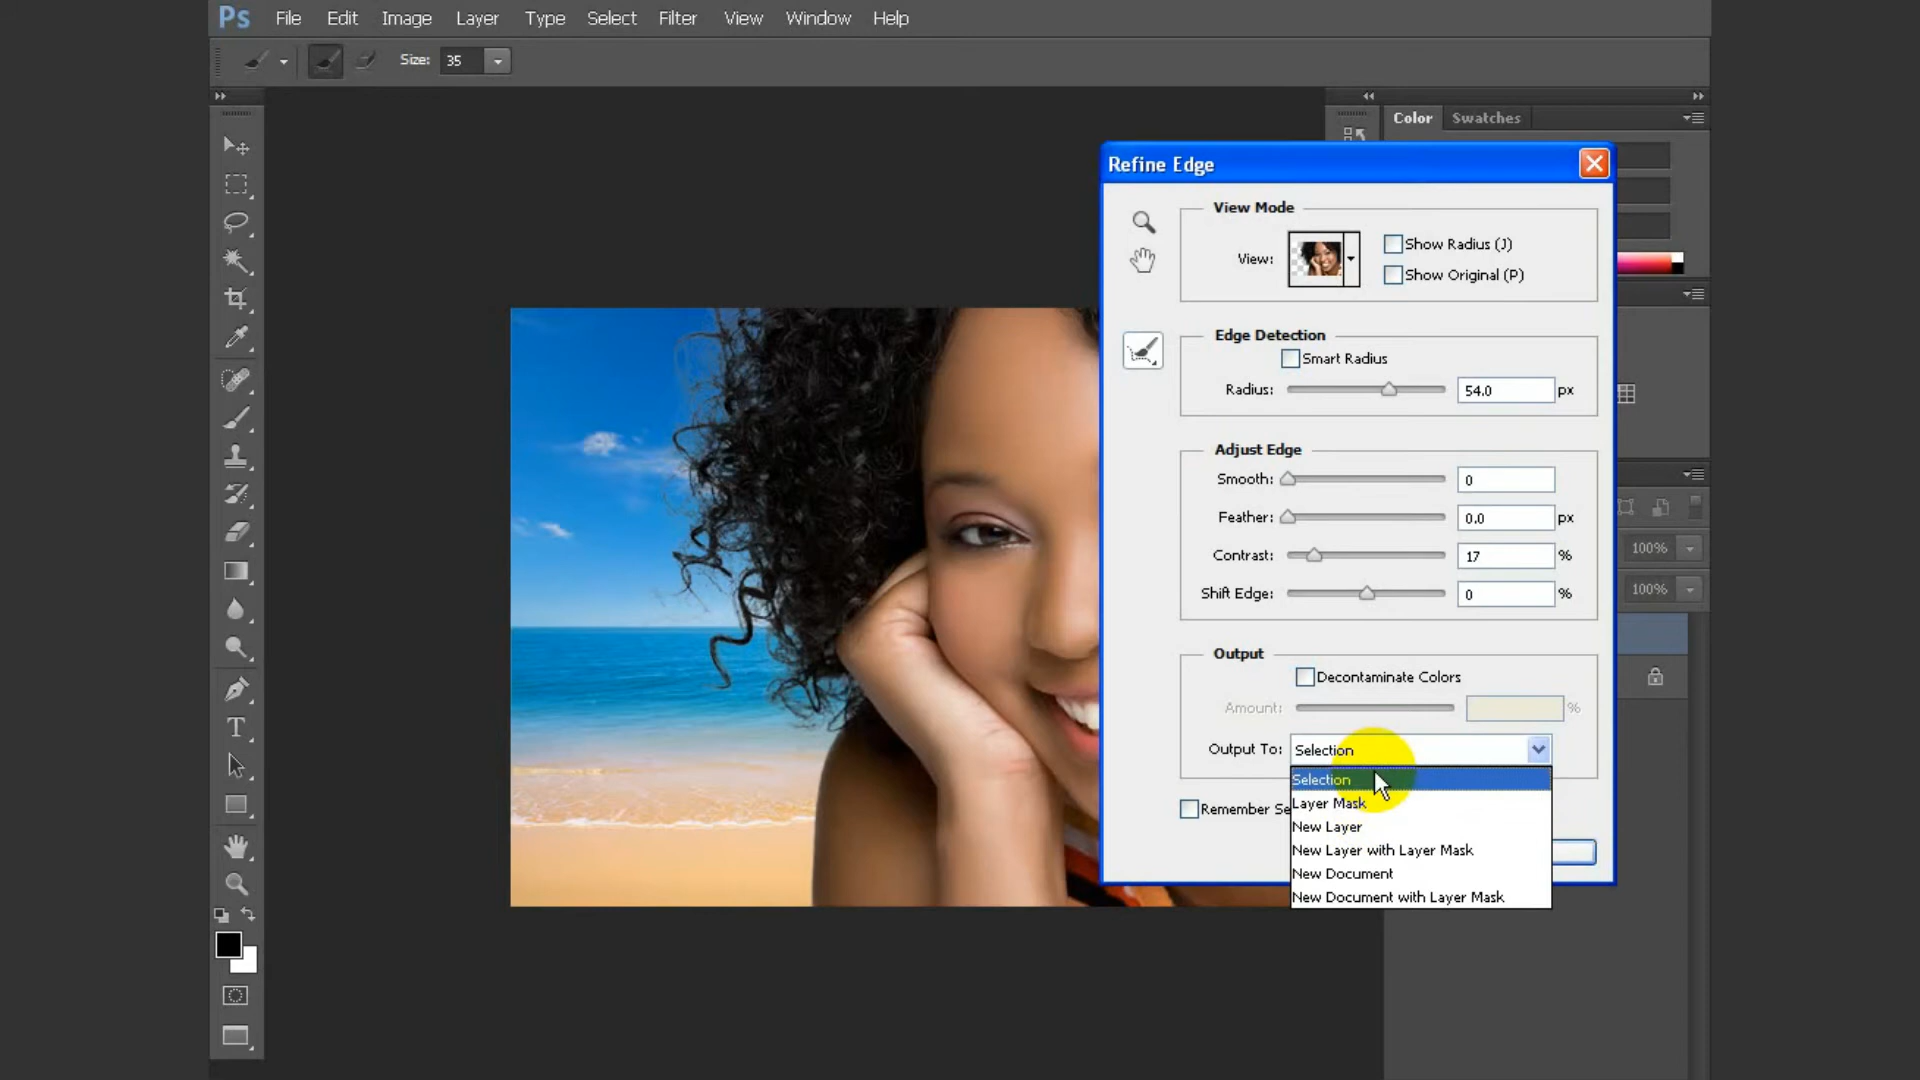 Ps File Edit Image Layer Type Select Filter View Window Help
Size: 35
Color Swatches
Refine Edge
View Mode
View:
Show Radius (J)
Show Original (P)
Edge Detection
Smart Radius
Radius: 54.0 px
Adjust Edge
Smooth: 0
Feather: 0.0 px
Contrast: 17 %
Shift Edge: 0 %
100%
100%
Output
Decontaminate Colors
Amount: %
Output To: Selection
Selection
Layer Mask
New Layer
New Layer with Layer Mask
New Document
New Document with Layer Mask
Remember Se